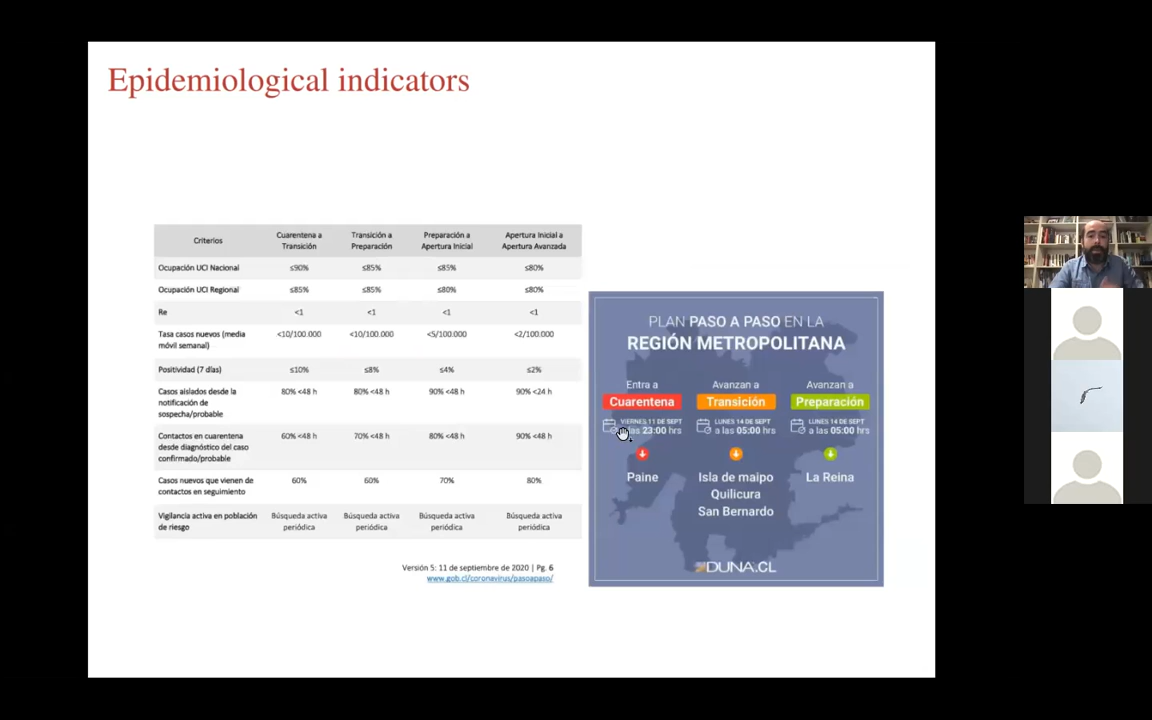 Epidemiological indicators
Criterios
Cuarentena a
Transición
Transición a
Preparación
Preparación a
Apertura Inicial
Apertura Inicial a
Apertura Avanzada
Ocupación UCI Nacional ≤90% ≤85% ≤85% ≤80%
Ocupación UCI Regional ≤85% ≤85% ≤80% ≤80%
Re <1 <1 <1 <1
Tasa casos nuevos (media
móvil semanal)
<10/100.000 <10/100.000 <5/100.000 <2/100.000
Positividad (7 días) ≤10% ≤8% ≤4% ≤2%
Casos aislados desde la
notificación de
sospecha/probable
80% <48 h 80% <48 h 90% <48 h 90% <24 h
Contactos en cuarentena
desde diagnóstico del caso
confirmado/probable
60% <48 h 70% <48 h 80% <48 h 90% <48 h
Casos nuevos que vienen de
contactos en seguimiento
60% 60% 70% 80%
Vigilancia activa en población
de riesgo
Búsqueda activa
periódica
Búsqueda activa
periódica
Búsqueda activa
periódica
Búsqueda activa
periódica
Versión 5: 11 de septiembre de 2020 | Pg. 6
www.gob.cl/coronavirus/pasoapaso/
PLAN PASO A PASO EN LA
REGIÓN METROPOLITANA
Entra a
Cuarentena
VIERNES 11 DE SEPT
las 23:00 hrs
Paine
Avanzan a
Transición
LUNES 14 DE SEPT
a las 05:00 hrs
Isla de maipo
Quilicura
San Bernardo
Avanzan a
Preparación
LUNES 14 DE SEPT
a las 05:00 hrs
La Reina
DUNA.CL